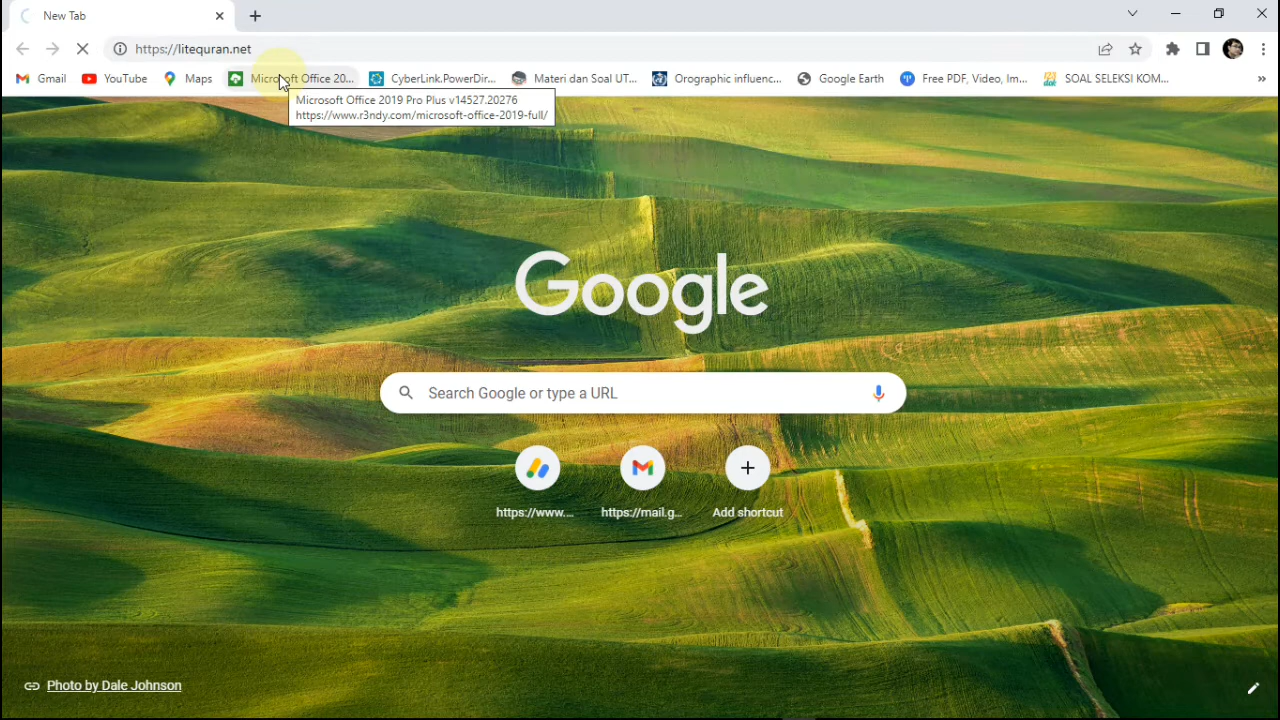 New Tab
https://litequran.net
Gmail
YouTube
Maps
Microsoft Office 20...
CyberLink.PowerDir...
Materi dan Soal UT...
Orographic influenc...
Google Earth
Free PDF, Video, Im...
SOAL SELEKSI KOM...
»
Microsoft Office 2019 Pro Plus v14527.20276
https://www.r3ndy.com/microsoft-office-2019-full/
Google
Search Google or type a URL
https://www....
https://mail.g...
Add shortcut
Photo by Dale Johnson